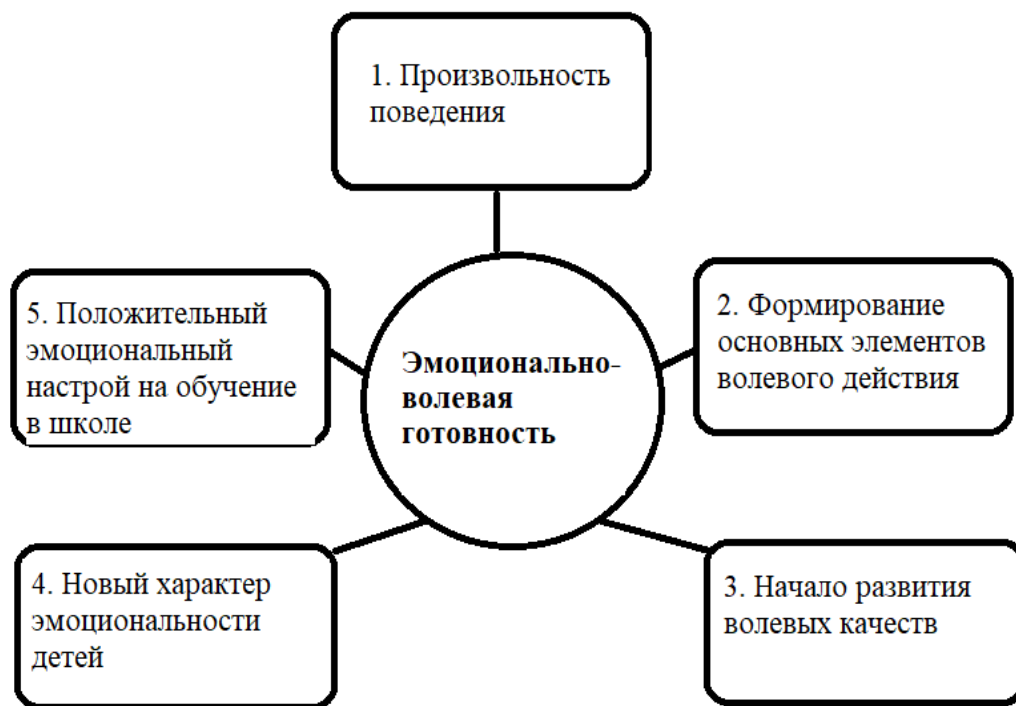 1. Произвольность
поведения
2. Формирование
основных элементов
волевого действия
3. Начало развития
волевых качеств
4. Новый характер
эмоциональности
детей
5. Положительный
эмоциональный
настрой на обучение
в школе
Эмоционально-
волевая
готовность